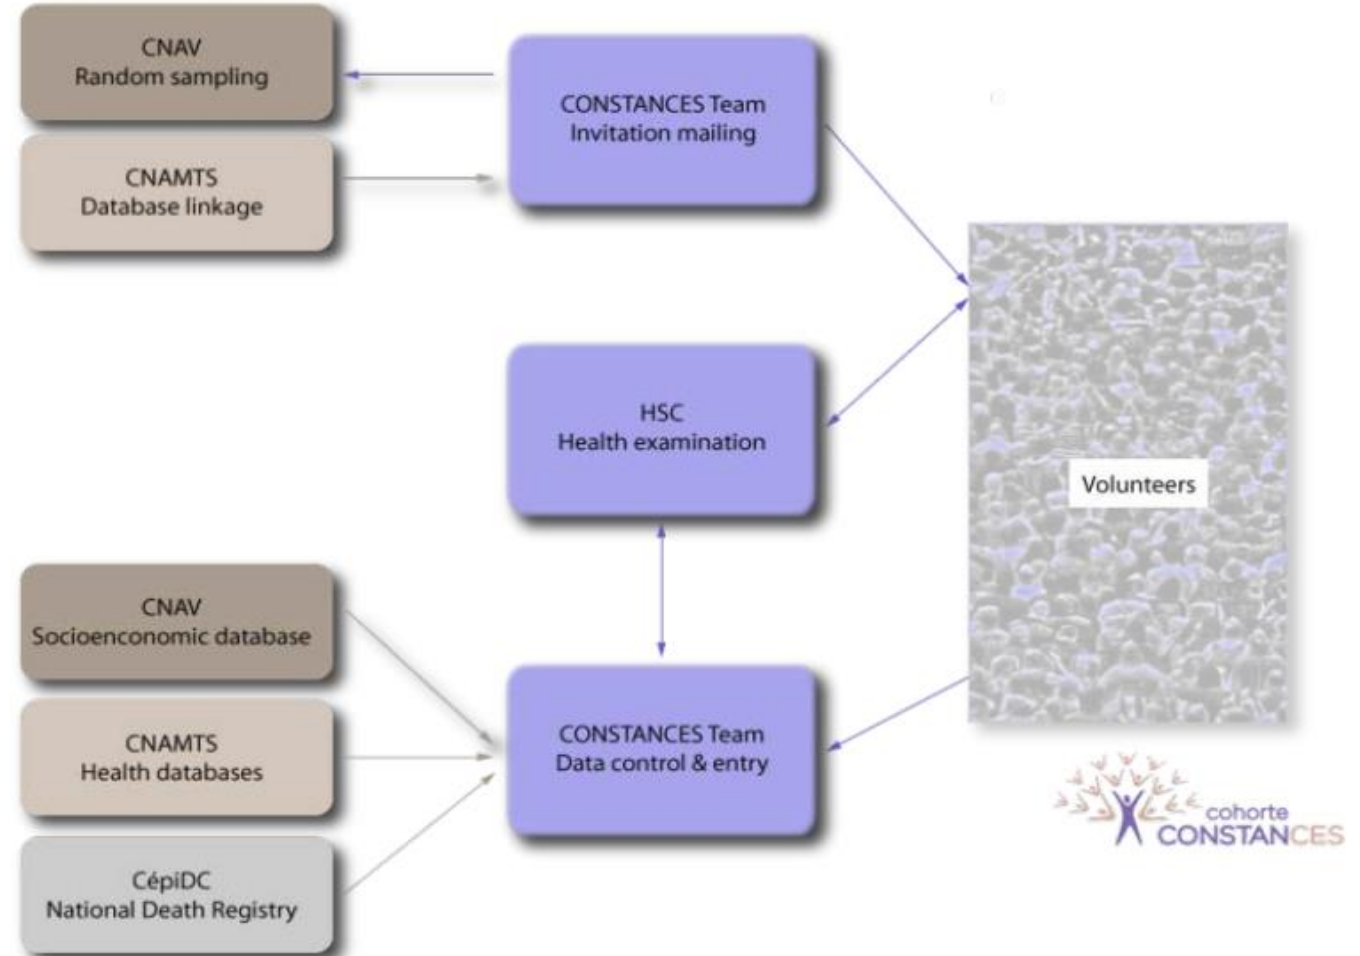 CNAV
Random sampling
CNAMTS
Database linkage
CONSTANCES Team
Invitation mailing
HSC
Health examination
Volunteers
CNAV
Socioenconomic database
CNAMTS
Health databases
CépiDC
National Death Registry
CONSTANCES Team
Data control & entry
cohorte
CONSTANCES